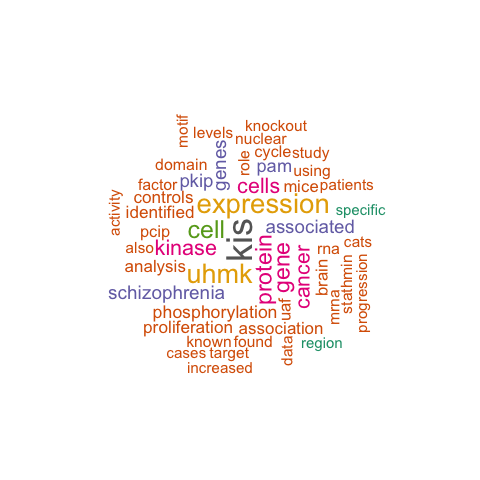 motif
levels
knockout
nuclear
genes
role
cycle
study
domain
pam
using
factor
pkip
cells
mice
patients
controls
activity
identified
expression
specific
pcip
cell
kis
associated
also
kinase
protein
gene
cancer
rna
cats
analysis
uhmk
brain
stathmin
schizophrenia
mrna
progression
phosphorylation
uaf
proliferation
association
known
found
data
region
cases
target
increased